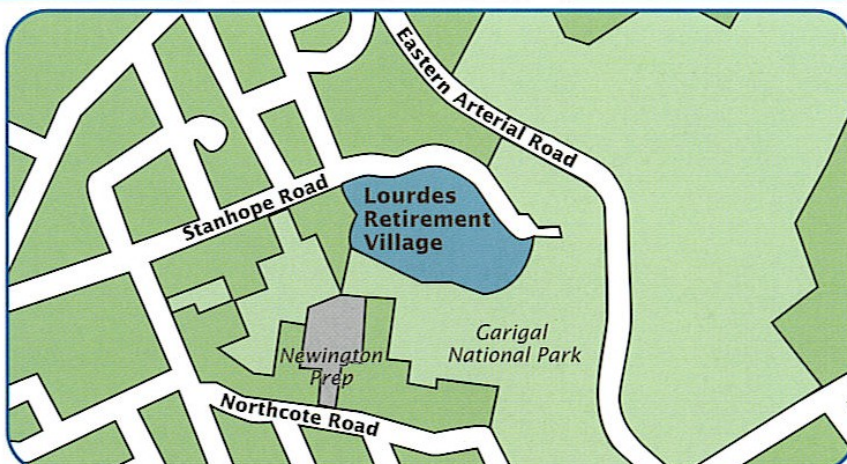 Eastern Arterial Road
Stanhope Road
Lourdes
Retirement
Village
Garigal
National Park
Newington
Prep
Northcote Road